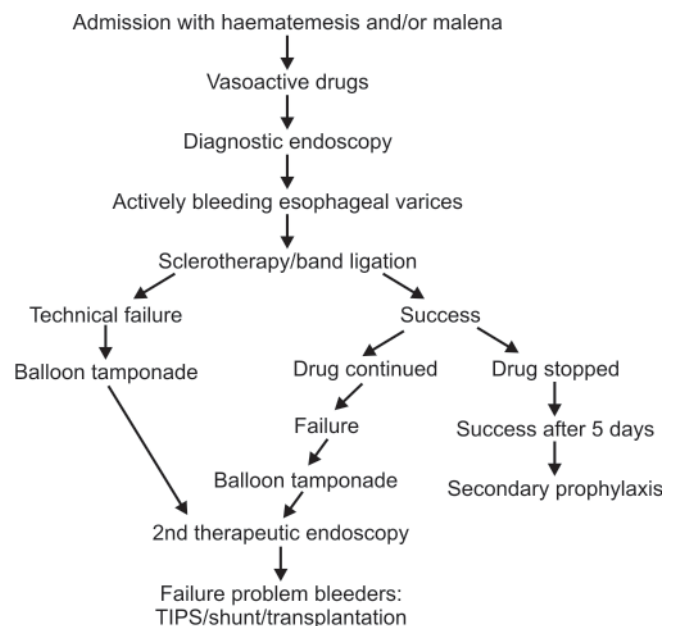 Admission with haematemesis and/or malena
Vasoactive drugs
Diagnostic endoscopy
Actively bleeding esophageal varices
Sclerotherapy/band ligation
Technical failure
Success
Balloon tamponade
Drug continued
Drug stopped
Failure
Success after 5 days
Balloon tamponade
Secondary prophylaxis
2nd therapeutic endoscopy
Failure problem bleeders:
TIPS/shunt/transplantation